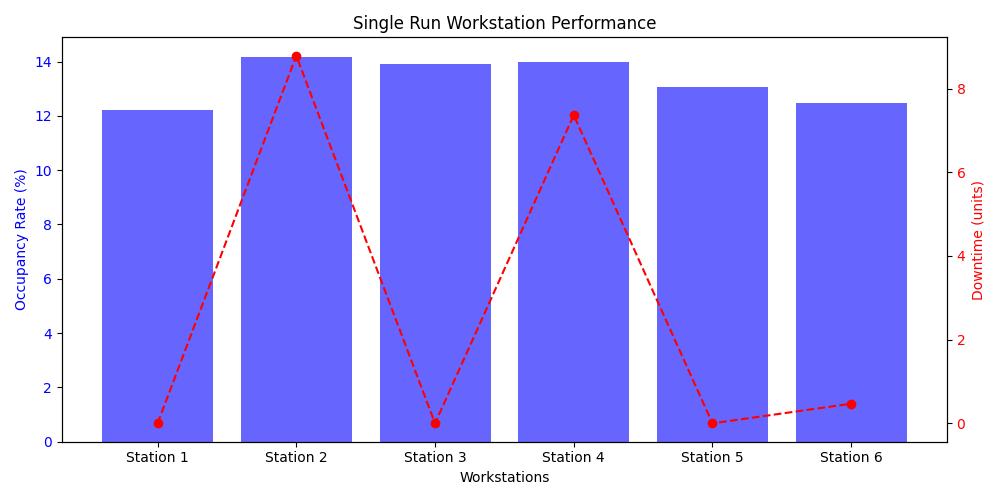 Single Run Workstation Performance
Occupancy Rate (%)
14
12
10
8
6
4
2
0
8
6
4
2
0
Downtime (units)
Station 1 Station 2 Station 3 Station 4 Station 5 Station 6
Workstations